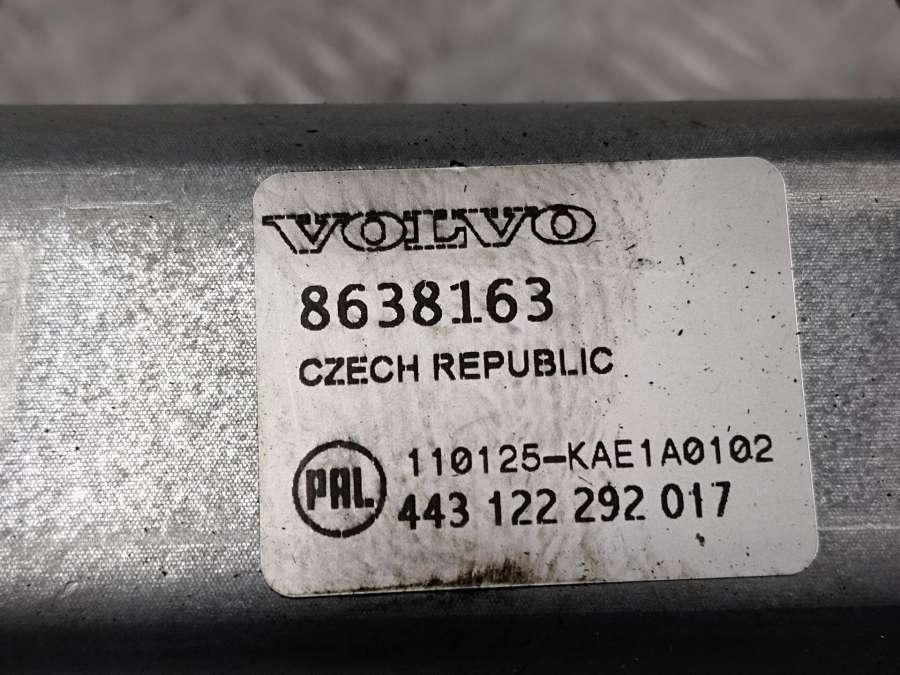 VOLVO
8638163
CZECH REPUBLIC
PAL 110125-KAE1A0102
443 122 292 017